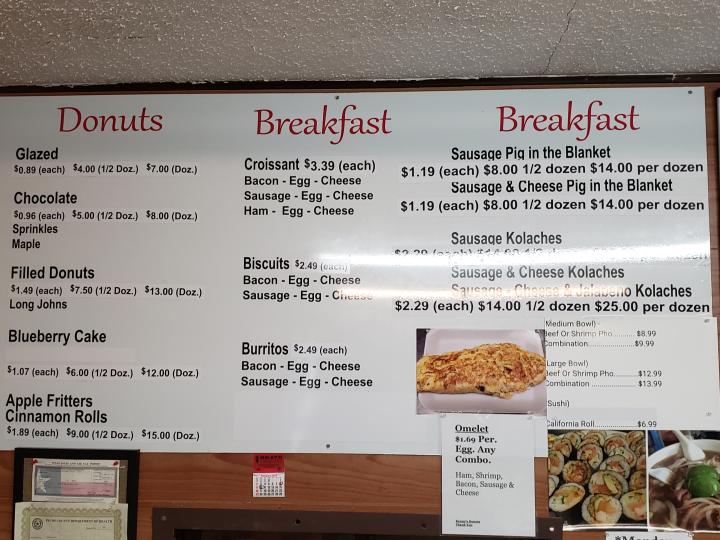 Donuts
Glazed
$0.89 (each) $4.00 (1/2 Doz.) $7.00 (Doz.)
Chocolate
$0.96 (each) $5.00 (1/2 Doz.) $8.00 (Doz.)
Sprinkles
Maple
Filled Donuts
$1.49 (each) $7.50 (1/2 Doz.) $13.00 (Doz.)
Long Johns
Blueberry Cake
$1.07 (each) $6.00 (1/2 Doz.) $12.00 (Doz.)
Apple Fritters
Cinnamon Rolls
$1.89 (each) $9.00 (1/2 Doz.) $15.00 (Doz.)
Breakfast
Croissant $3.39 (each)
Bacon - Egg - Cheese
Sausage - Egg - Cheese
Ham - Egg - Cheese
Biscuits $2.49 (each)
Bacon - Egg - Cheese
Sausage - Egg - Cheese
Burritos $2.49 (each)
Bacon - Egg - Cheese
Sausage - Egg - Cheese
Breakfast
Sausage Pig in the Blanket
$1.19 (each) $8.00 1/2 dozen $14.00 per dozen
Sausage & Cheese Pig in the Blanket
$1.19 (each) $8.00 1/2 dozen $14.00 per dozen
Sausage Kolaches
Sausage & Cheese Kolaches
Sausage - Cheese & Jalapeno Kolaches
$2.29 (each) $14.00 1/2 dozen $25.00 per dozen
Medium Bowl)
Beef Or Shrimp Pho ......... $8.99
Combination ............ $9.99
Large Bowl)
Beef Or Shrimp Pho ......... $12.99
Combination ............ $13.99
Sushi)
California Roll ............ $6.99
Omelet
$1.69 Per.
Egg. Any
Combo.
Ham, Shrimp,
Bacon, Sausage &
Cheese